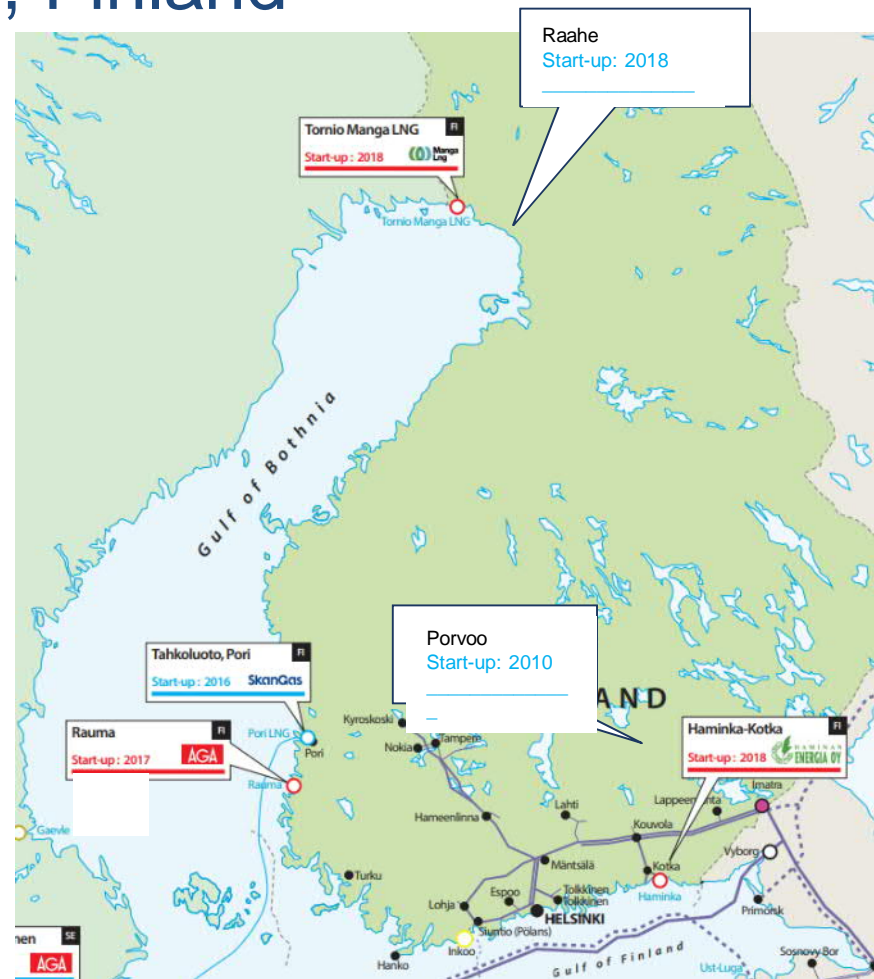 , Finland
Raahe
Start-up: 2018
Tornio Manga LNG
FI
Start-up : 2018
Manga
Lng
Tornio Manga LNG
Gulf of Bothnia
Porvoo
Start-up: 2010
AND
Tahkoluoto, Pori
FI
Start-up : 2016
SkanGas
Rauma
FI
Start-up : 2017
AGA
Haminka-Kotka
FI
Start-up : 2018
HAMINAN
ENERGIA OY
Pori LNG
Pori
Rauma
Kyroskoski
Nokia
Tampere
Imatra
Lahti
Hameenlinna
Kouvola
Gaevle
Vyborg
Mäntsälä
Kotka
Turku
Espoo
Tolkkinen
Tolkkinen
Haminka
Lohja
HELSINKI
Primorsk
Siuntio (Pölans)
Inkoo
Hanko
Gulf of Finland
Sosnovy Bor
Ust-Luga
nen
SE
AGA